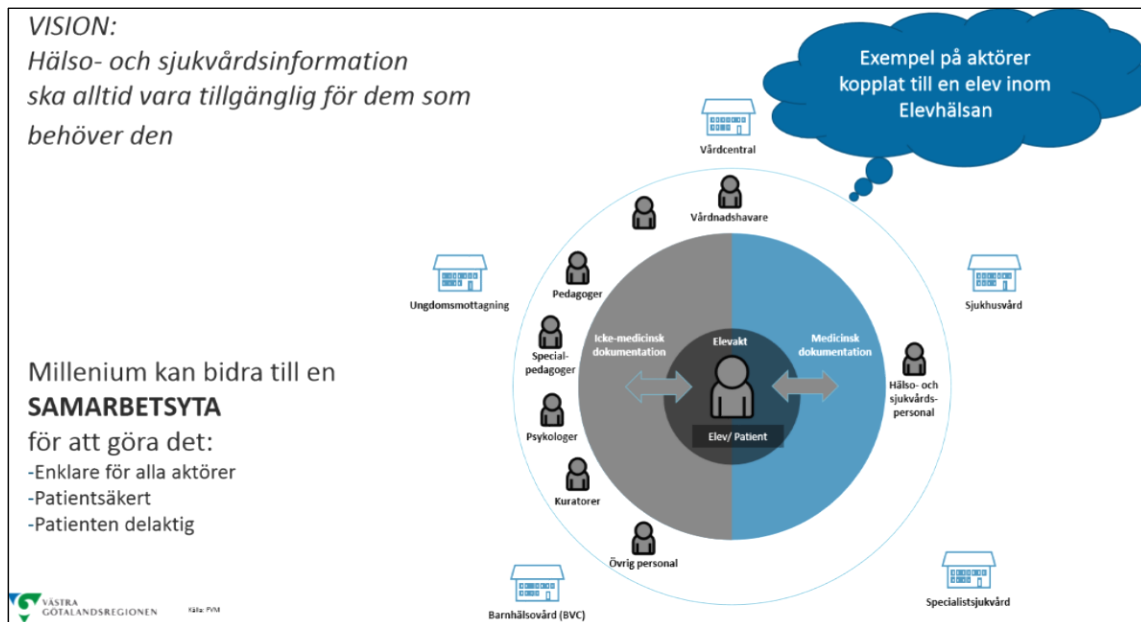 VISION:
Hälso- och sjukvårdsinformation
ska alltid vara tillgänglig för dem som
behöver den
Exempel på aktörer
kopplat till en elev inom
Elevhälsan
Vårdcentral
Vårdnadshavare
Ungdomsmottagning
Pedagoger
Sjukhusvård
Icke-medicinsk
dokumentation
Elevakt
Medicinsk
dokumentation
Special-
pedagoger
Hälso- och
sjukvårds-
personal
Psykologer
Elev/ Patient
Kuratorer
Övrig personal
Millenium kan bidra till en
SAMARBETSYTA
för att göra det:
-Enklare för alla aktörer
-Patientsäkert
-Patienten delaktig
Barnhälsovård (BVC)
Specialistsjukvård
VÄSTRA
GÖTALANDSREGIONEN
Källa: FVM